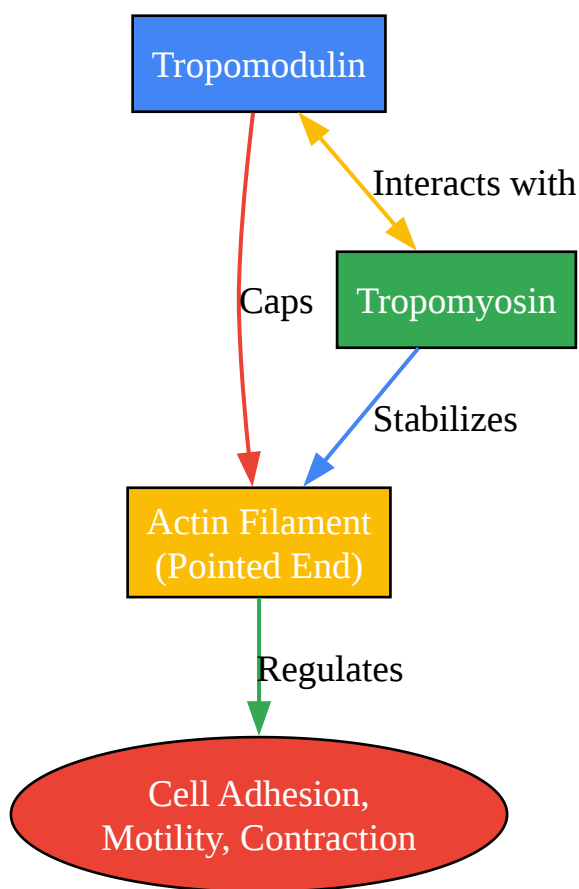 Tropomodulin
Interacts with
Tropomyosin
Caps
Stabilizes
Actin Filament
(Pointed End)
Regulates
Cell Adhesion,
Motility, Contraction